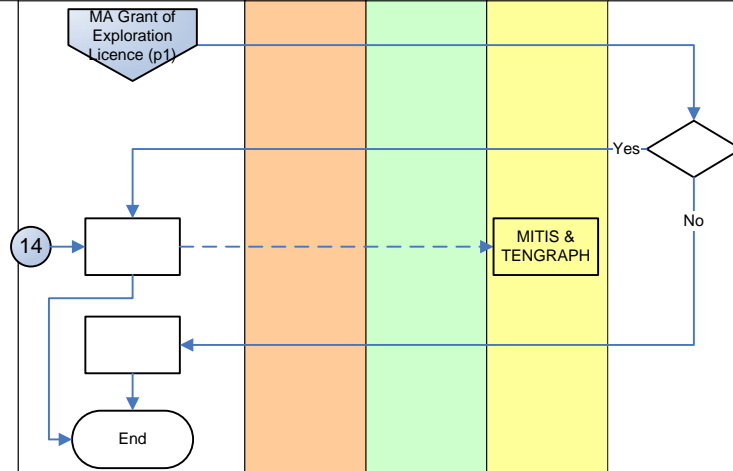 MA Grant of
Exploration
Licence (p1)
Yes
No
14
MITIS &
TENGRAPH
End